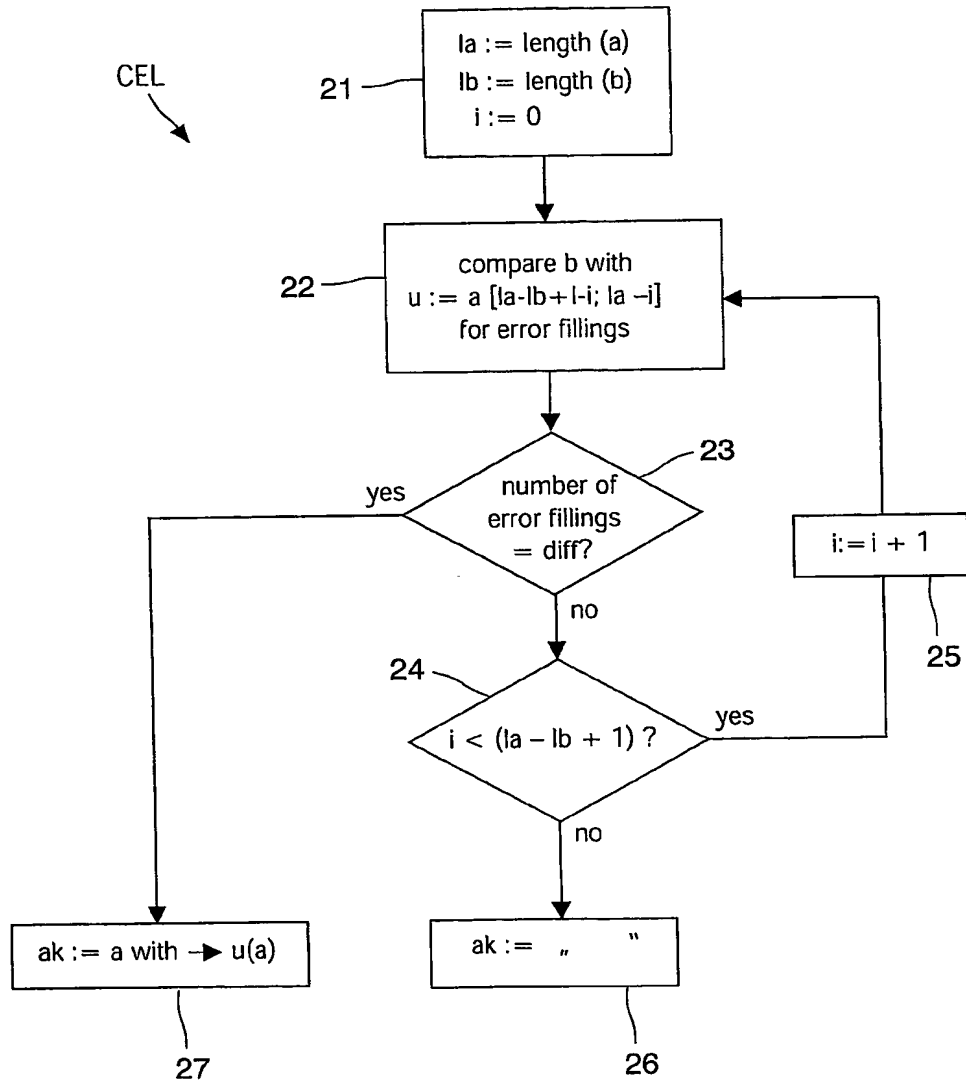 CEL
21
la := length (a)
lb := length (b)
i := 0
22
compare b with
u := a [la-lb+l-i; la –i]
for error fillings
23
yes
number of
error fillings
= diff?
no
i:= i + 1
25
24
i < (la – lb + 1) ?
yes
no
ak := a with → u(a)
27
ak := „ “
26